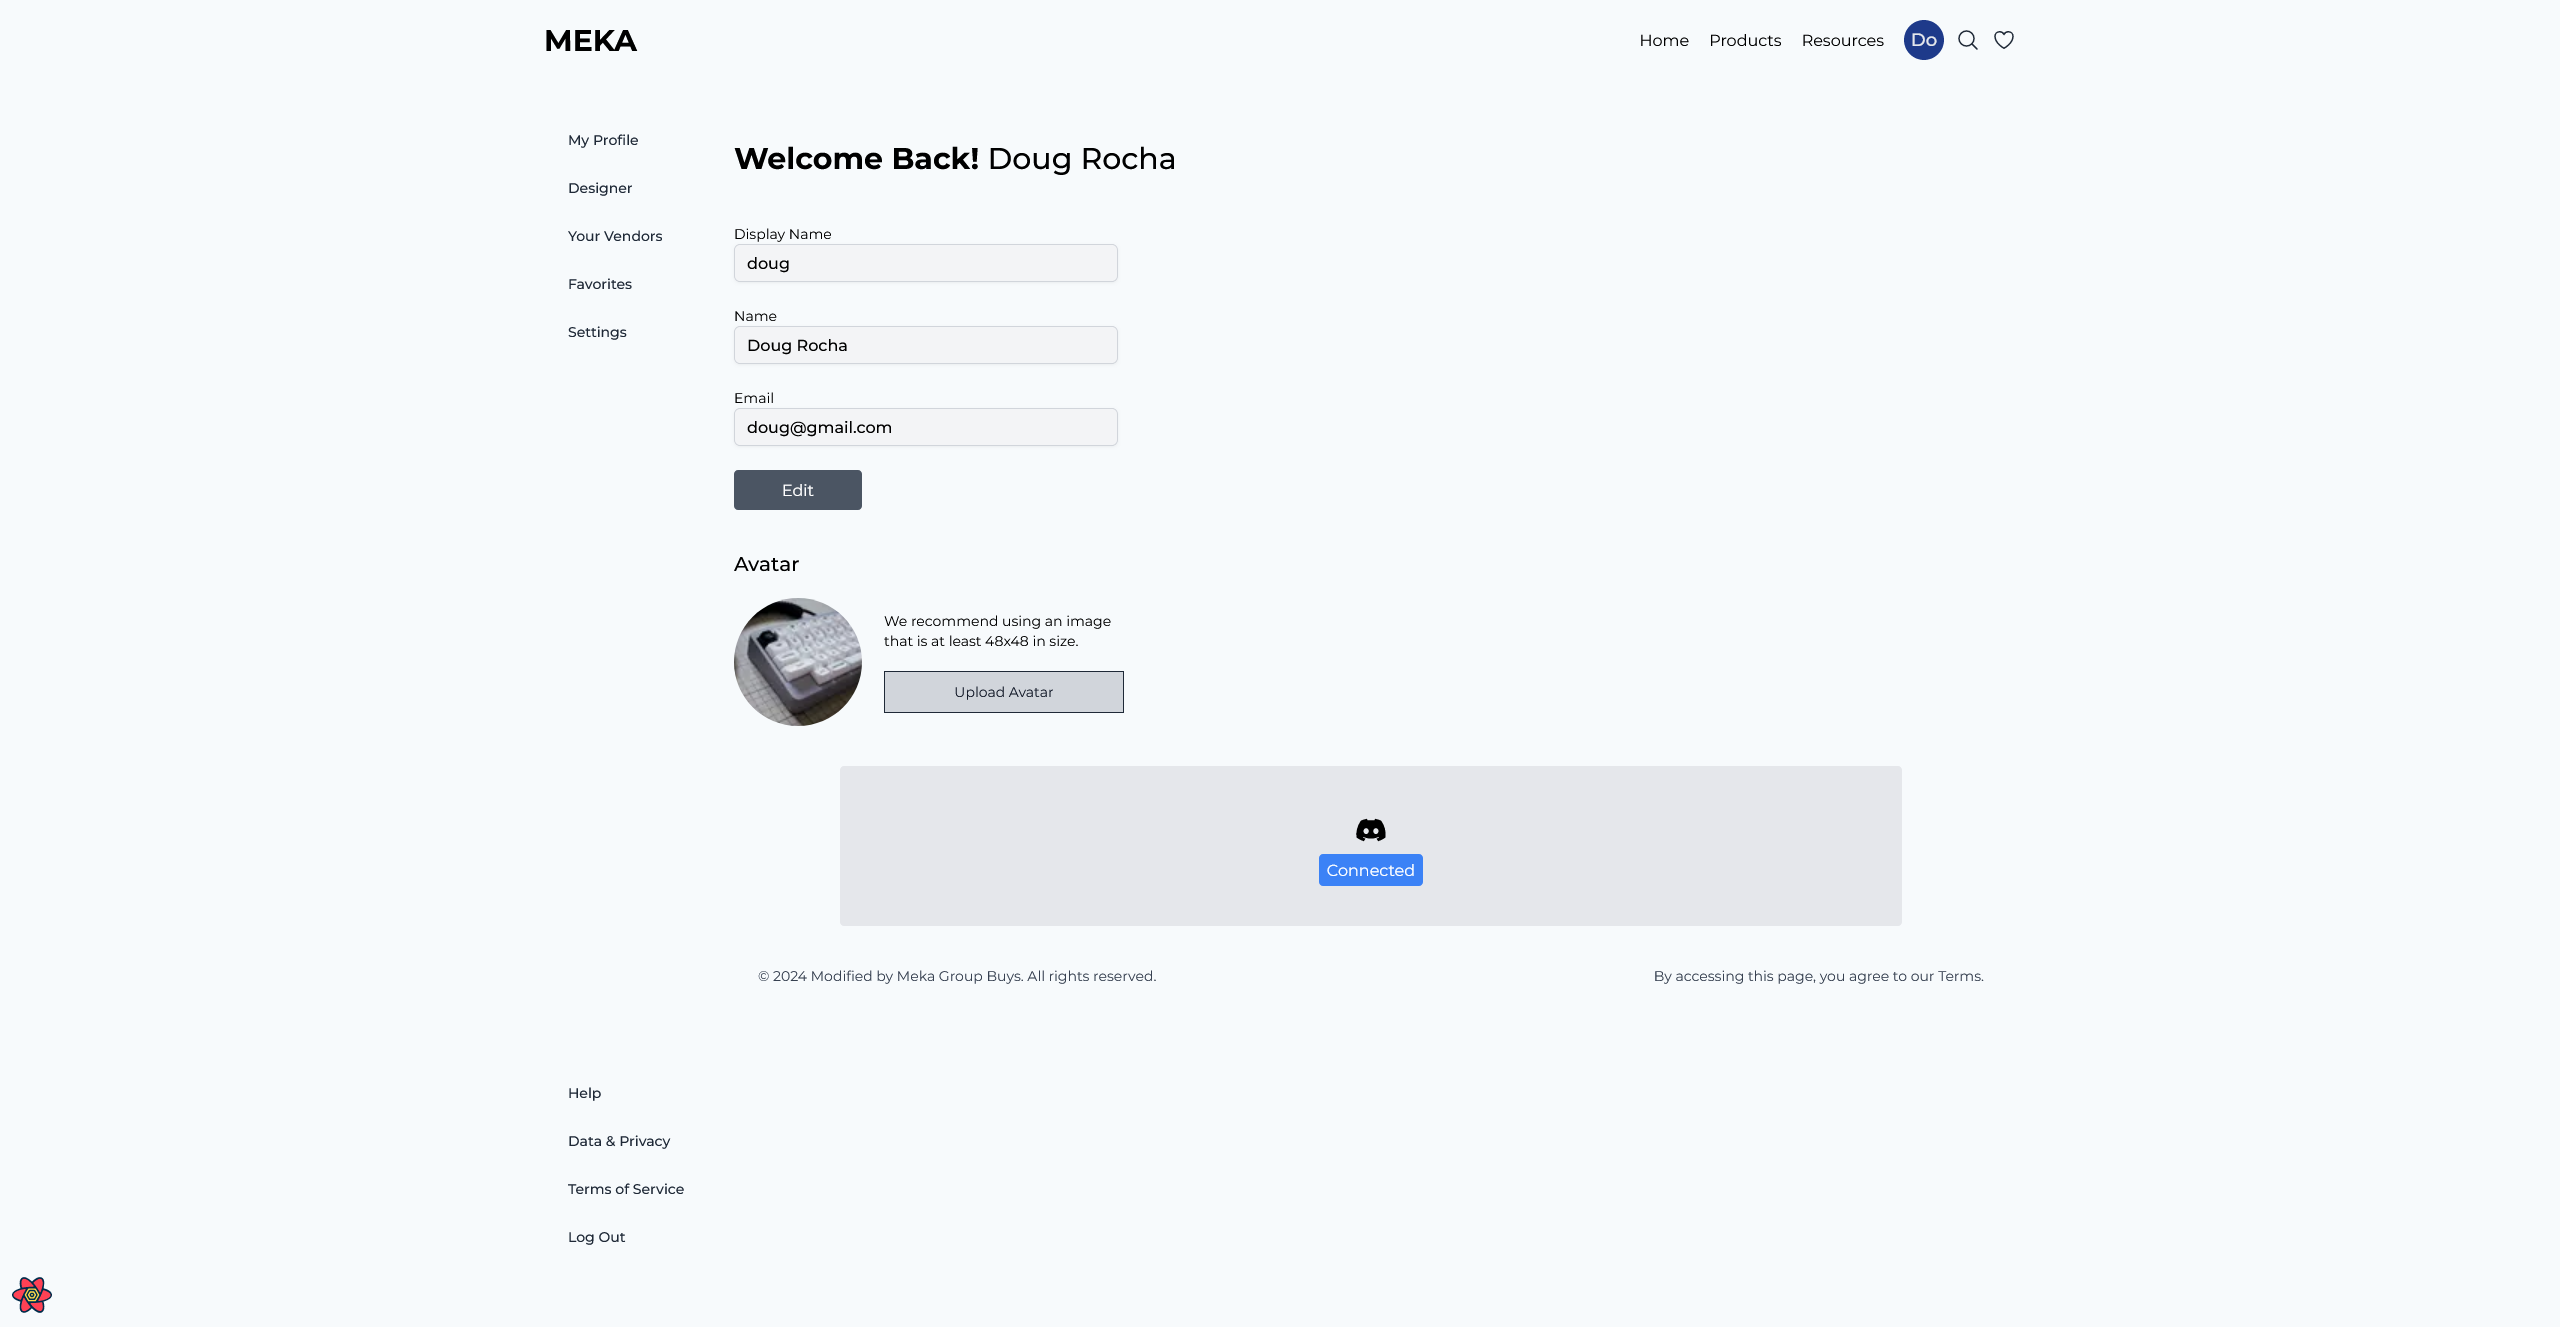 MEKA
Home
Products
Resources
Do
My Profile
Designer
Your Vendors
Favorites
Settings
Welcome Back! Doug Rocha
Display Name
doug
Name
Doug Rocha
Email
doug@gmail.com
Edit
Avatar
We recommend using an image
that is at least 48x48 in size.
Upload Avatar
Connected
© 2024 Modified by Meka Group Buys. All rights reserved.
By accessing this page, you agree to our Terms.
Help
Data & Privacy
Terms of Service
Log Out